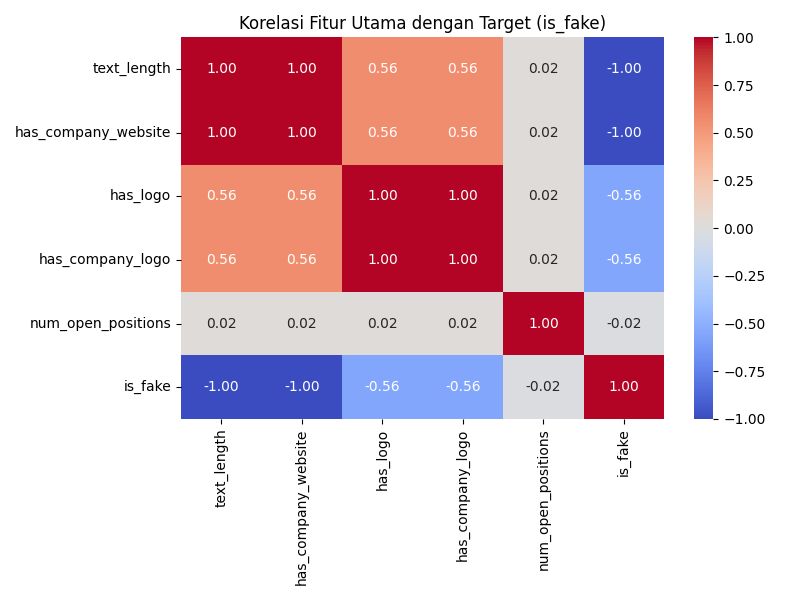 Korelasi Fitur Utama dengan Target (is_fake)
text_length 1.00 1.00 0.56 0.56 0.02 -1.00
has_company_website 1.00 1.00 0.56 0.56 0.02 -1.00
has_logo 0.56 0.56 1.00 1.00 0.02 -0.56
has_company_logo 0.56 0.56 1.00 1.00 0.02 -0.56
num_open_positions 0.02 0.02 0.02 0.02 1.00 -0.02
is_fake -1.00 -1.00 -0.56 -0.56 -0.02 1.00
text_length
has_company_website
has_logo
has_company_logo
num_open_positions
is_fake
1.00
0.75
0.50
0.25
0.00
−0.25
−0.50
−0.75
−1.00